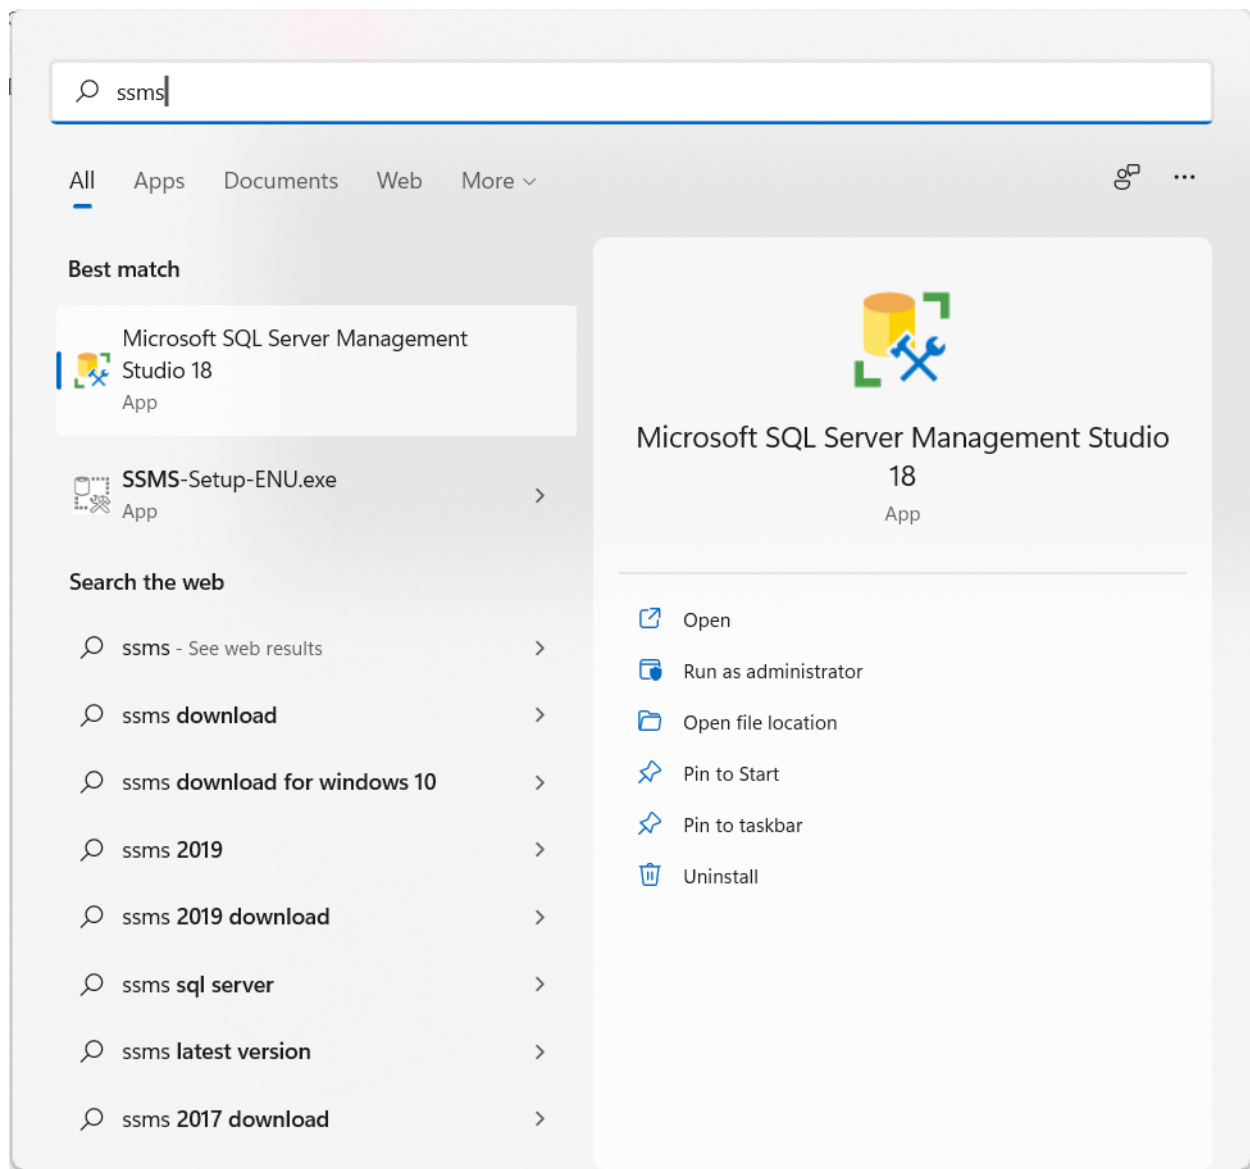 ssms
All Apps Documents Web More
Best match
Microsoft SQL Server Management
Studio 18
App
SSMS-Setup-ENU.exe
App
Search the web
ssms - See web results
ssms download
ssms download for windows 10
ssms 2019
ssms 2019 download
ssms sql server
ssms latest version
ssms 2017 download
Microsoft SQL Server Management Studio
18
App
Open
Run as administrator
Open file location
Pin to Start
Pin to taskbar
Uninstall